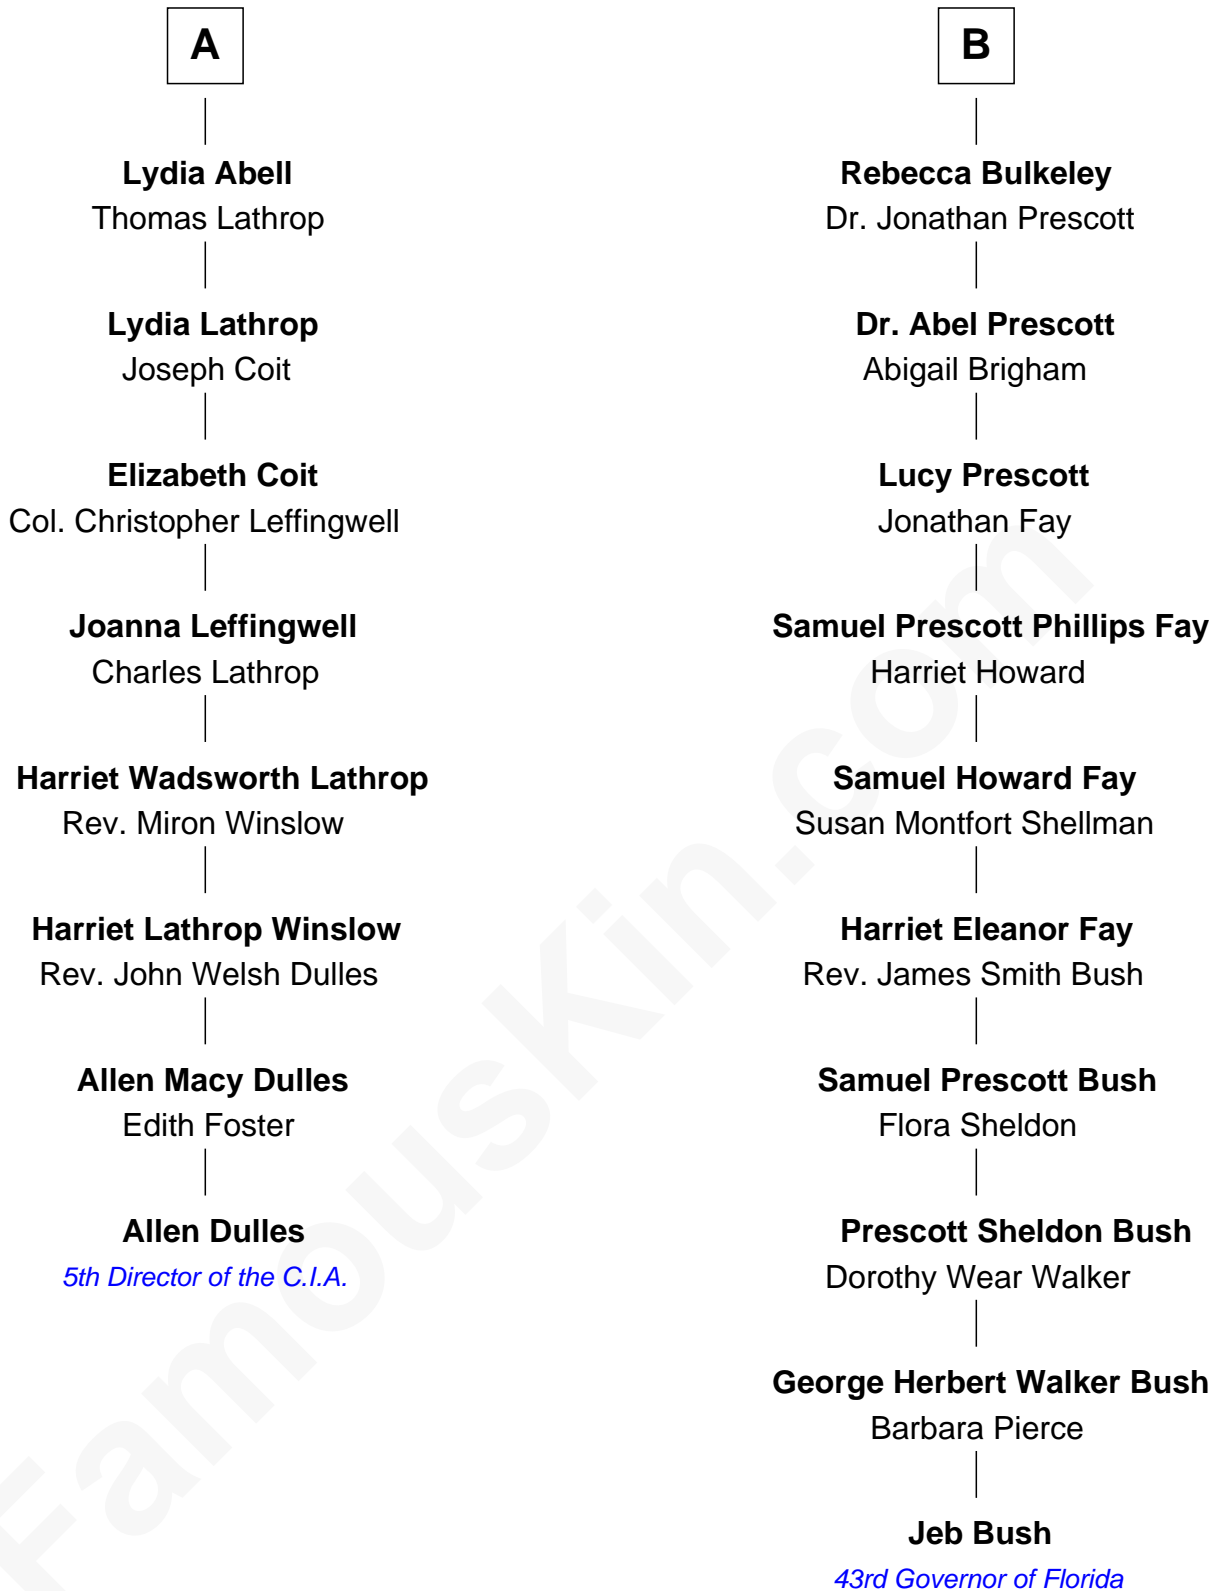 A
Lydia Abell
Thomas Lathrop
Lydia Lathrop
Joseph Coit
Elizabeth Coit
Col. Christopher Leffingwell
Joanna Leffingwell
Charles Lathrop
Harriet Wadsworth Lathrop
Rev. Miron Winslow
Harriet Lathrop Winslow
Rev. John Welsh Dulles
Allen Macy Dulles
Edith Foster
Allen Dulles
5th Director of the C.I.A.
B
Rebecca Bulkeley
Dr. Jonathan Prescott
Dr. Abel Prescott
Abigail Brigham
Lucy Prescott
Jonathan Fay
Samuel Prescott Phillips Fay
Harriet Howard
Samuel Howard Fay
Susan Montfort Shellman
Harriet Eleanor Fay
Rev. James Smith Bush
Samuel Prescott Bush
Flora Sheldon
Prescott Sheldon Bush
Dorothy Wear Walker
George Herbert Walker Bush
Barbara Pierce
Jeb Bush
43rd Governor of Florida
FamousKin.com